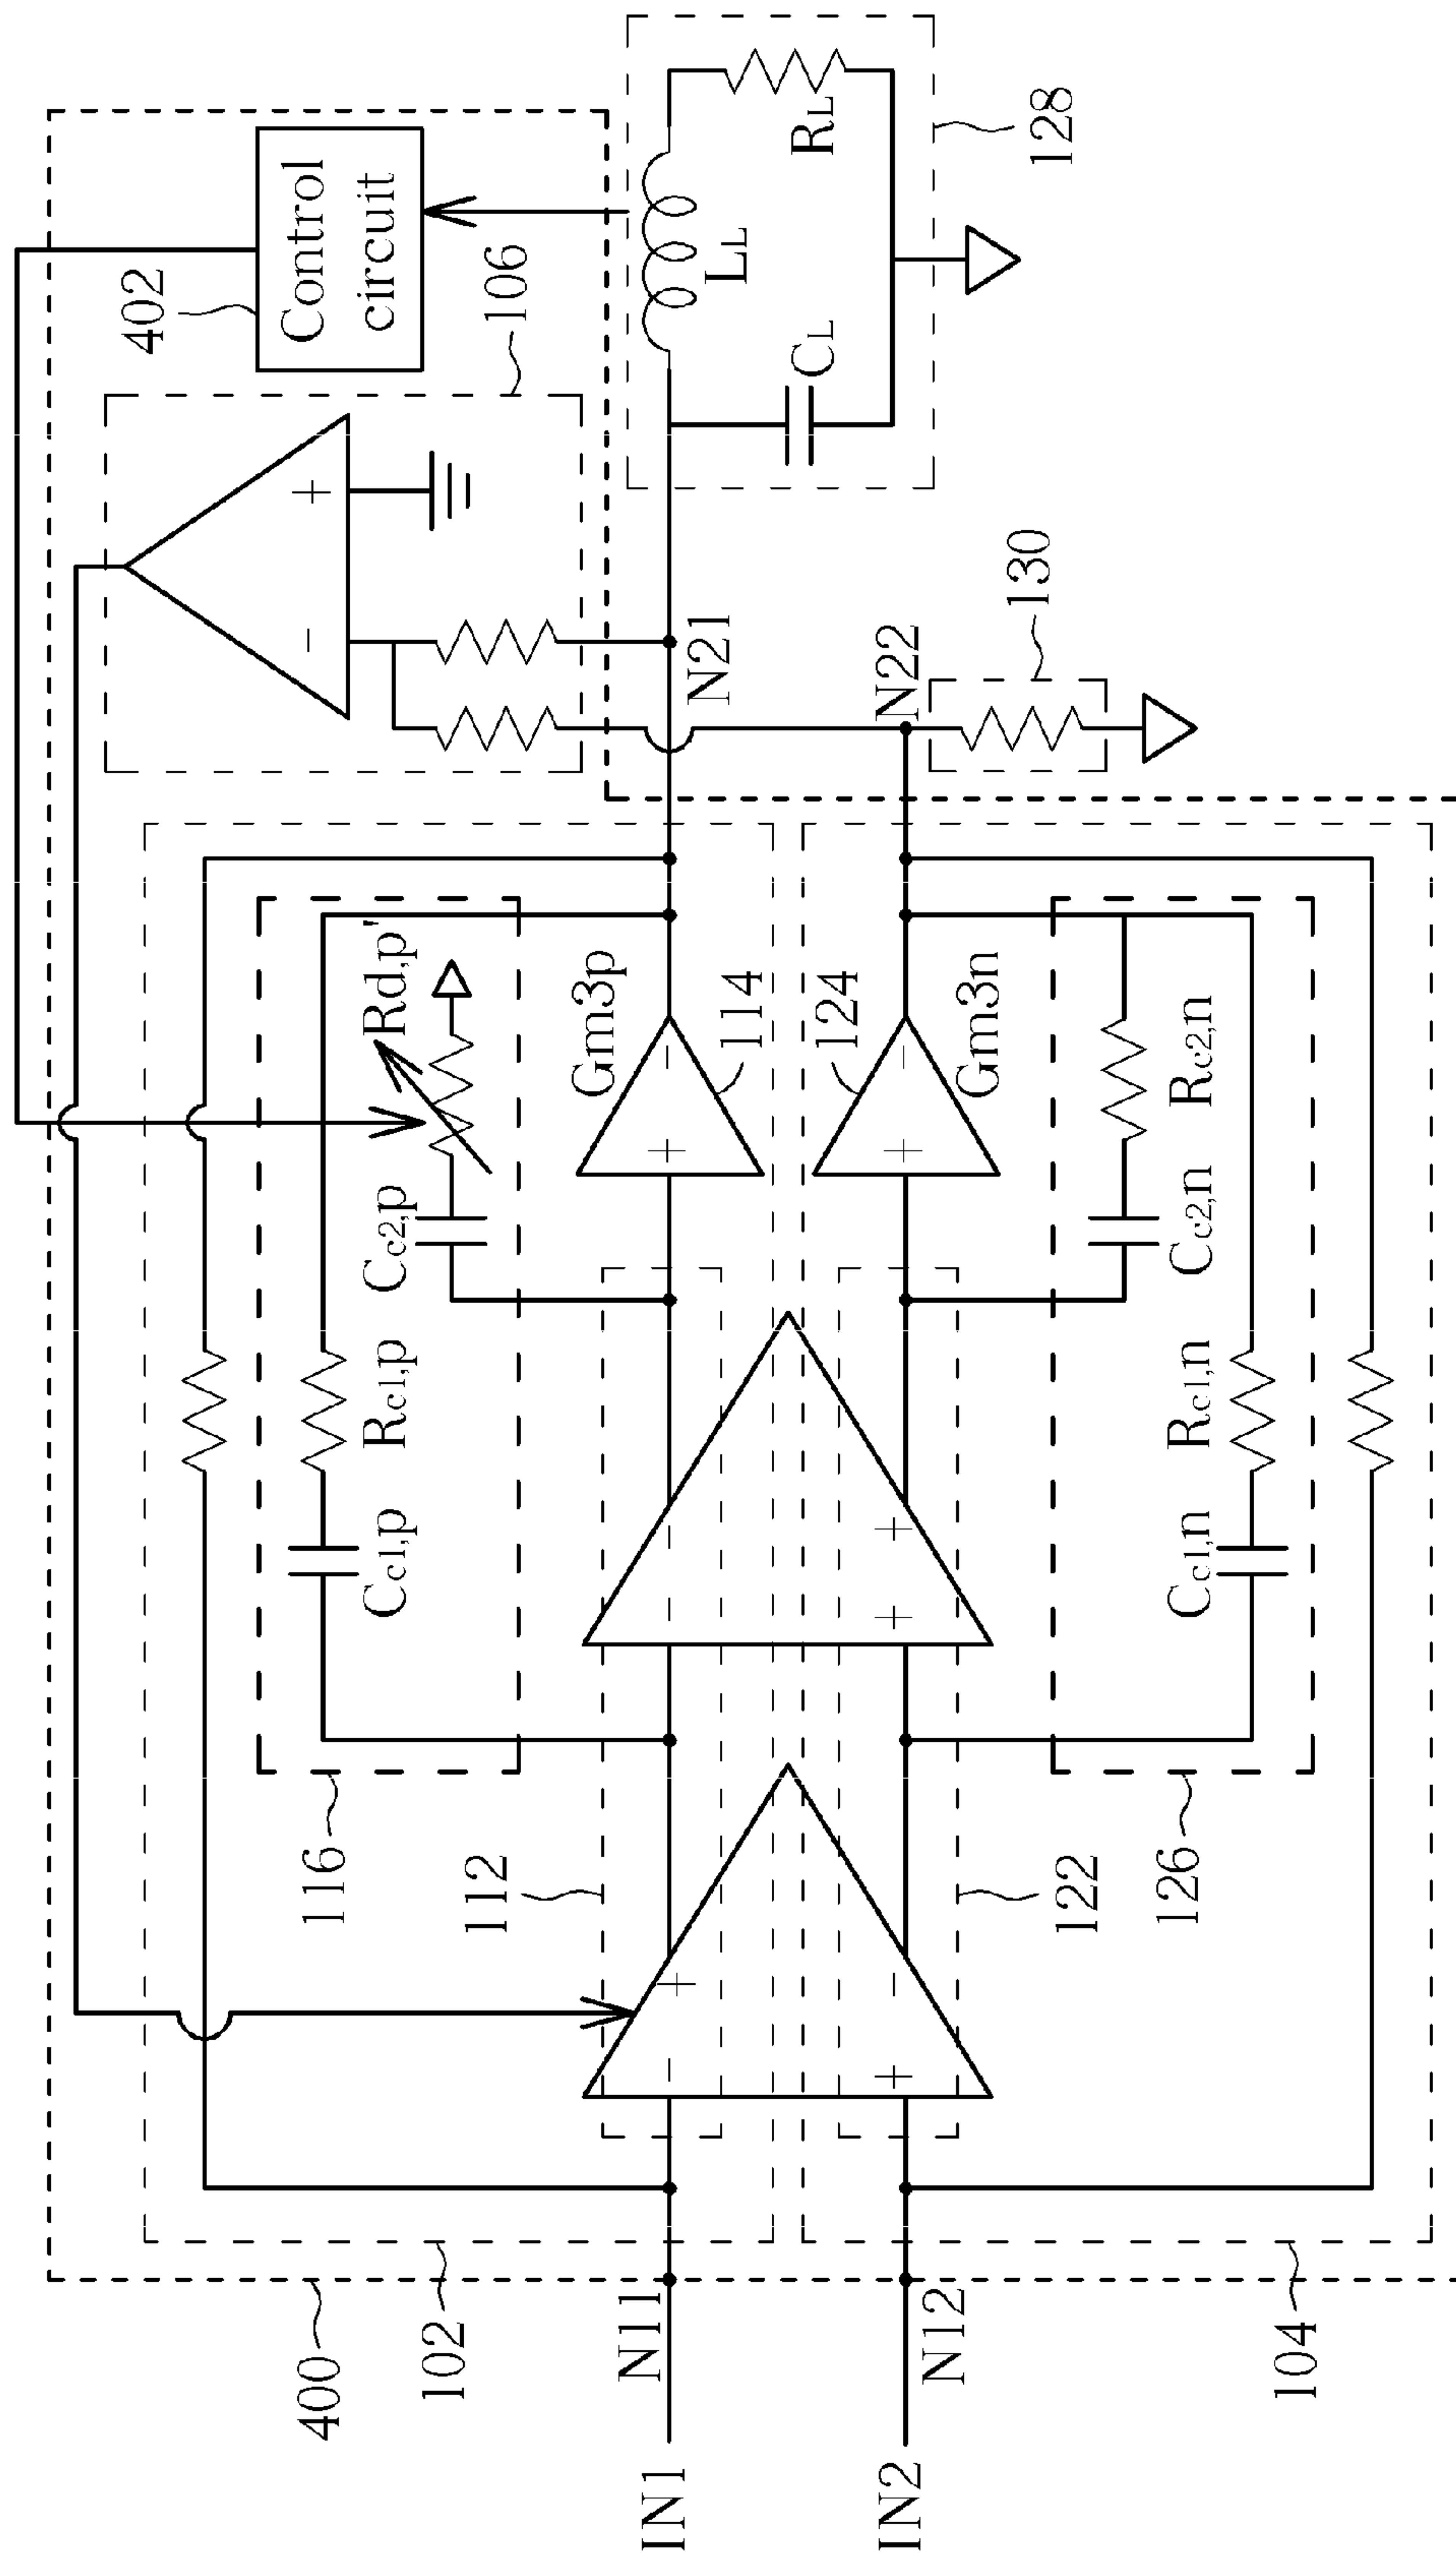 402
Control
circuit
106
RL
128
LL
CL
+
-
N21
N22
130
Rd,p'
Cc2,p
Rc1,p
Cc1,p
116
Gm3p
114
+
-
124
Gm3n
+
-
Rc2,n
Cc2,n
Rc1,n
Cc1,n
126
112
122
-
-
+
+
-
+
+
-
400
102
104
N11
N12
IN1
IN2